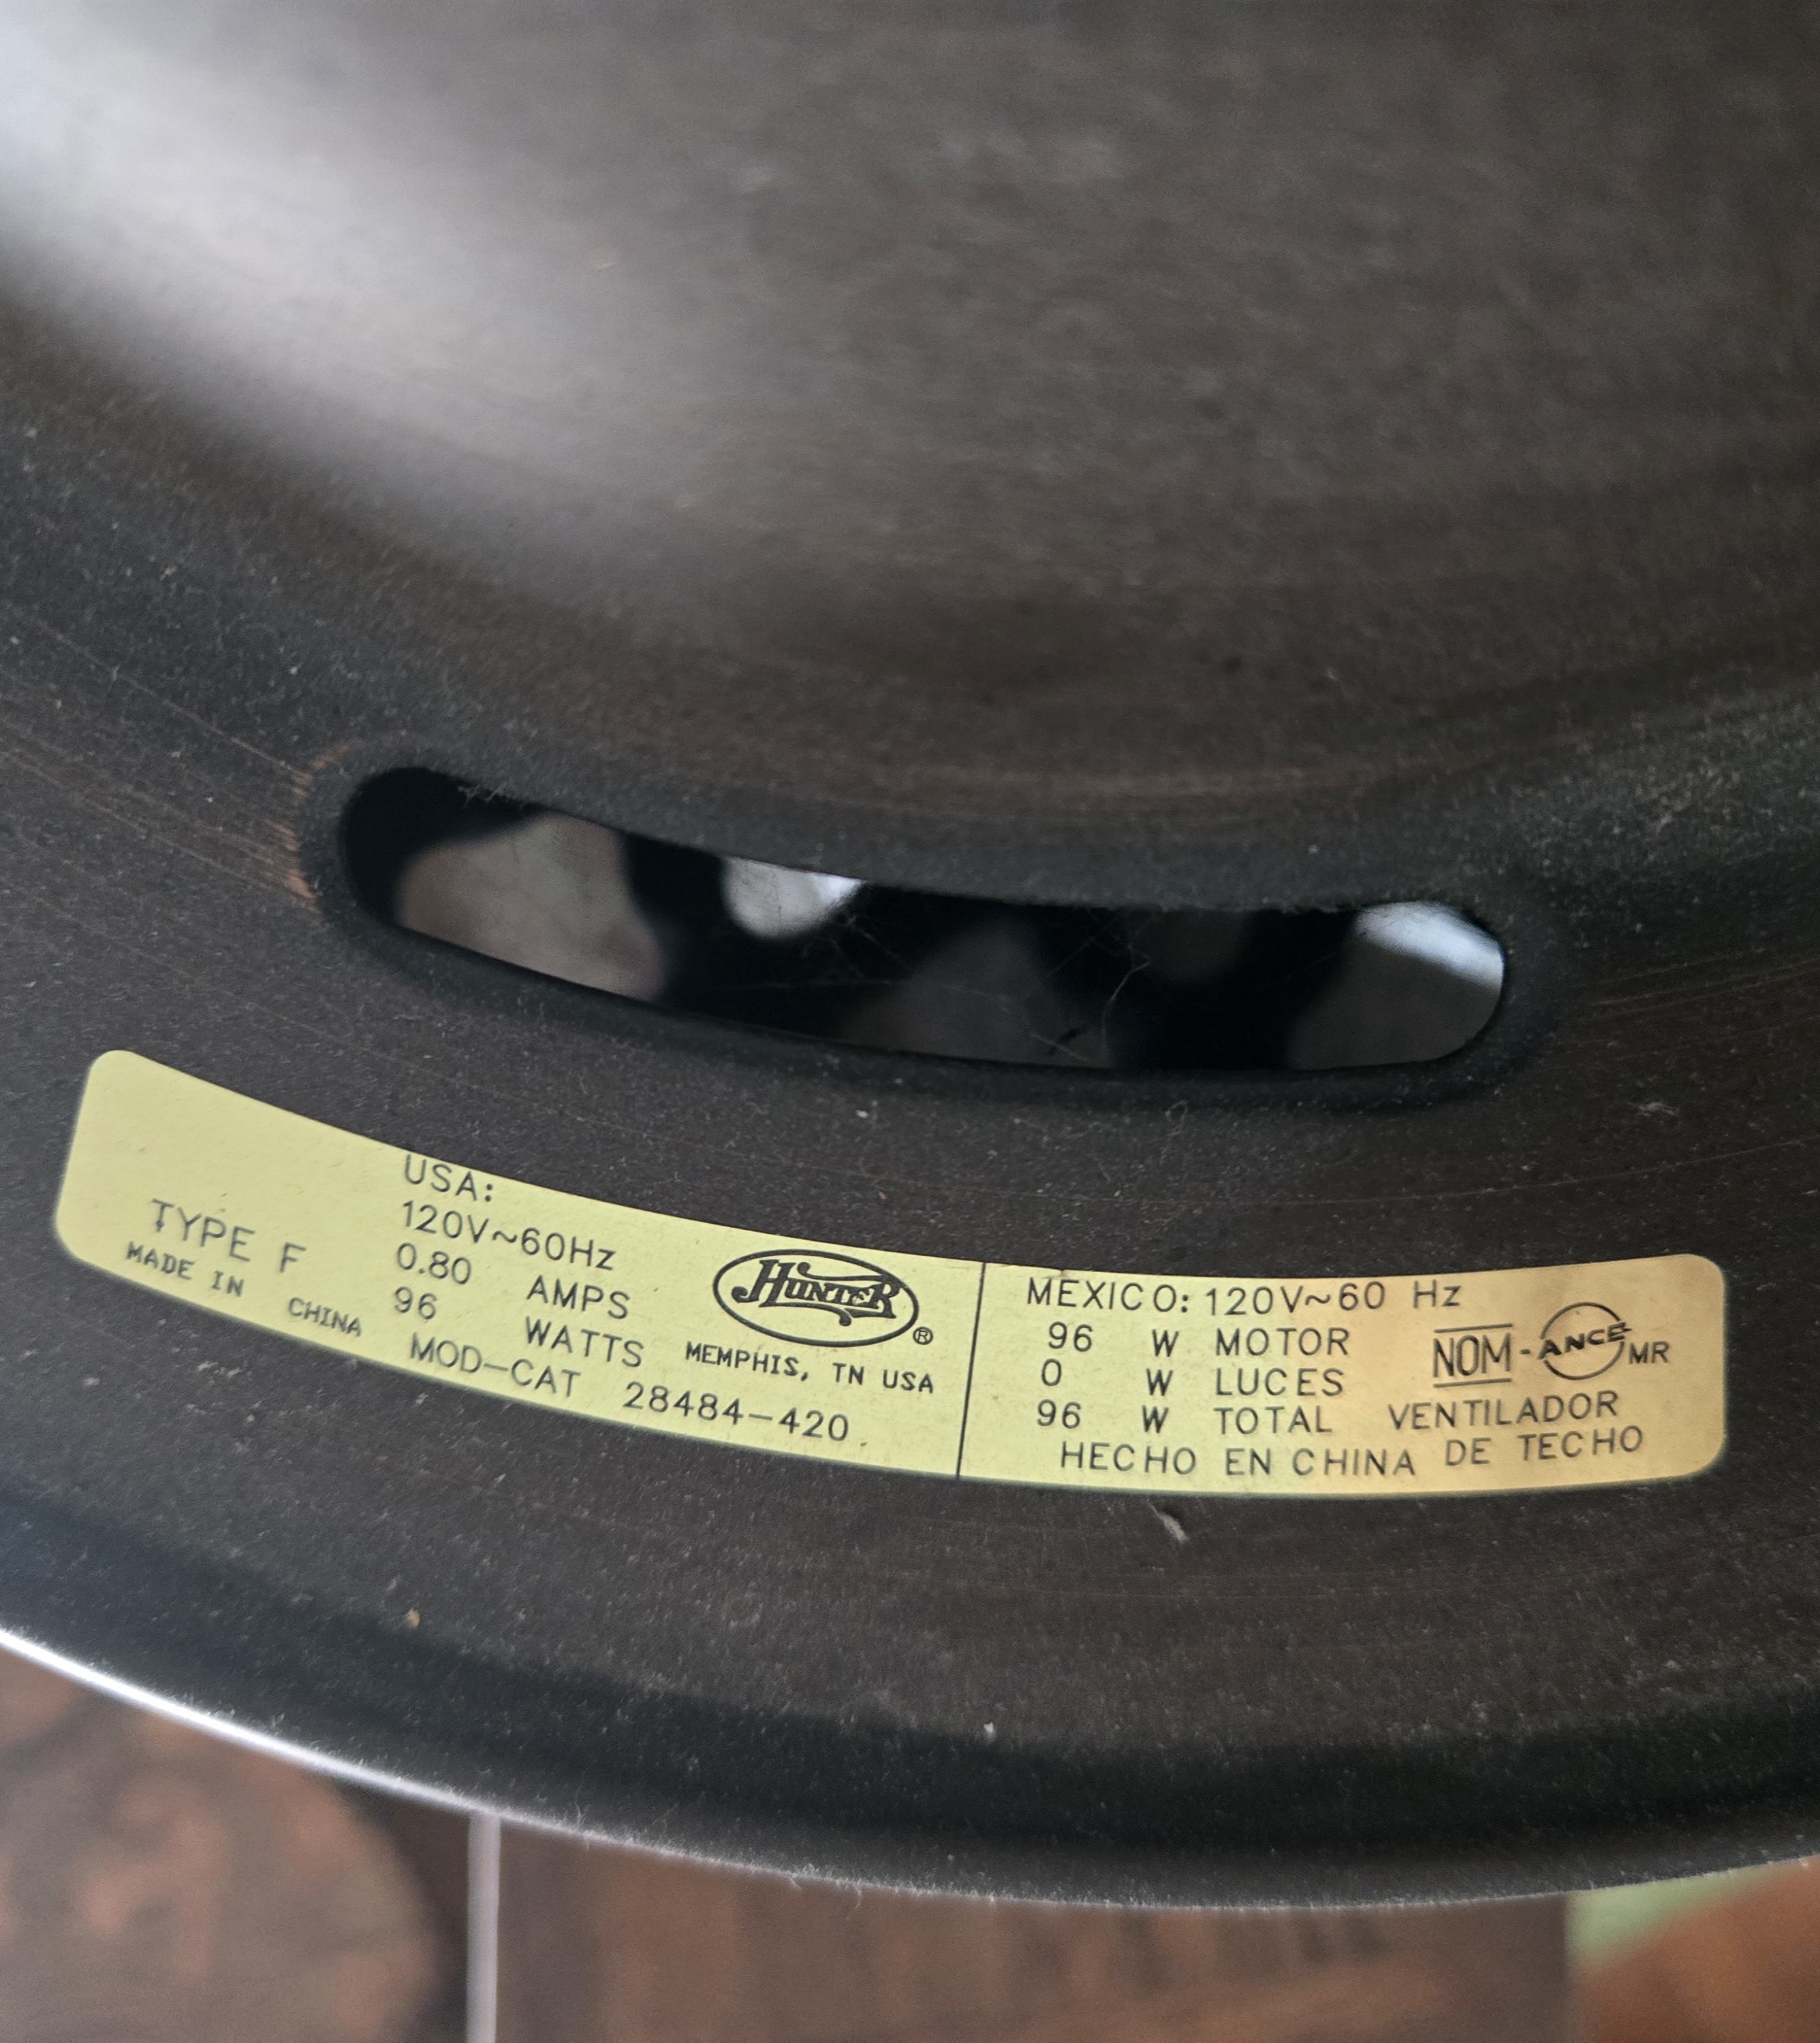 USA:
TYPE F 120V~60Hz
MADE IN CHINA 0.80 AMPS
96 WATTS
MOD-CAT 28484-420
HUNTER®
MEMPHIS, TN USA
MEXICO: 120V~60 Hz
96 W MOTOR
0 W LUCES
96 W TOTAL
HECHO EN CHINA
NOM-ANCE MR
VENTILADOR
DE TECHO